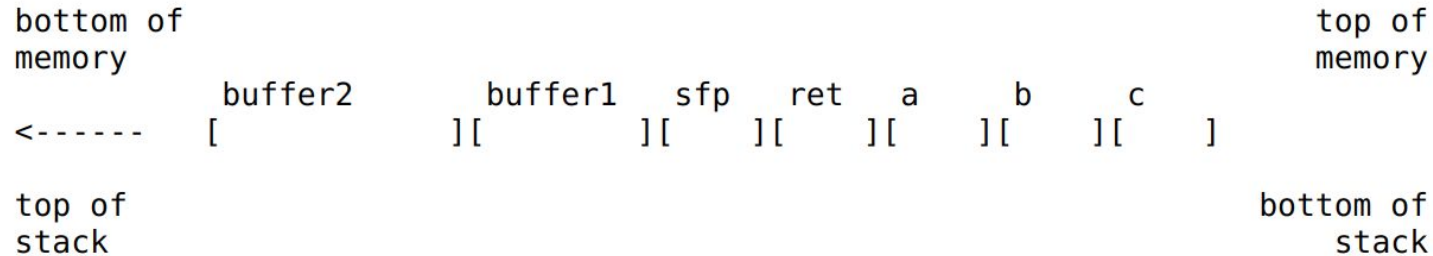 bottom of                                                            top of
memory                                                               memory
           buffer2       buffer1   sfp   ret   a     b     c
<------   [            ][        ][    ][    ][    ][    ][    ]
top of                                                            bottom of
stack                                                                 stack